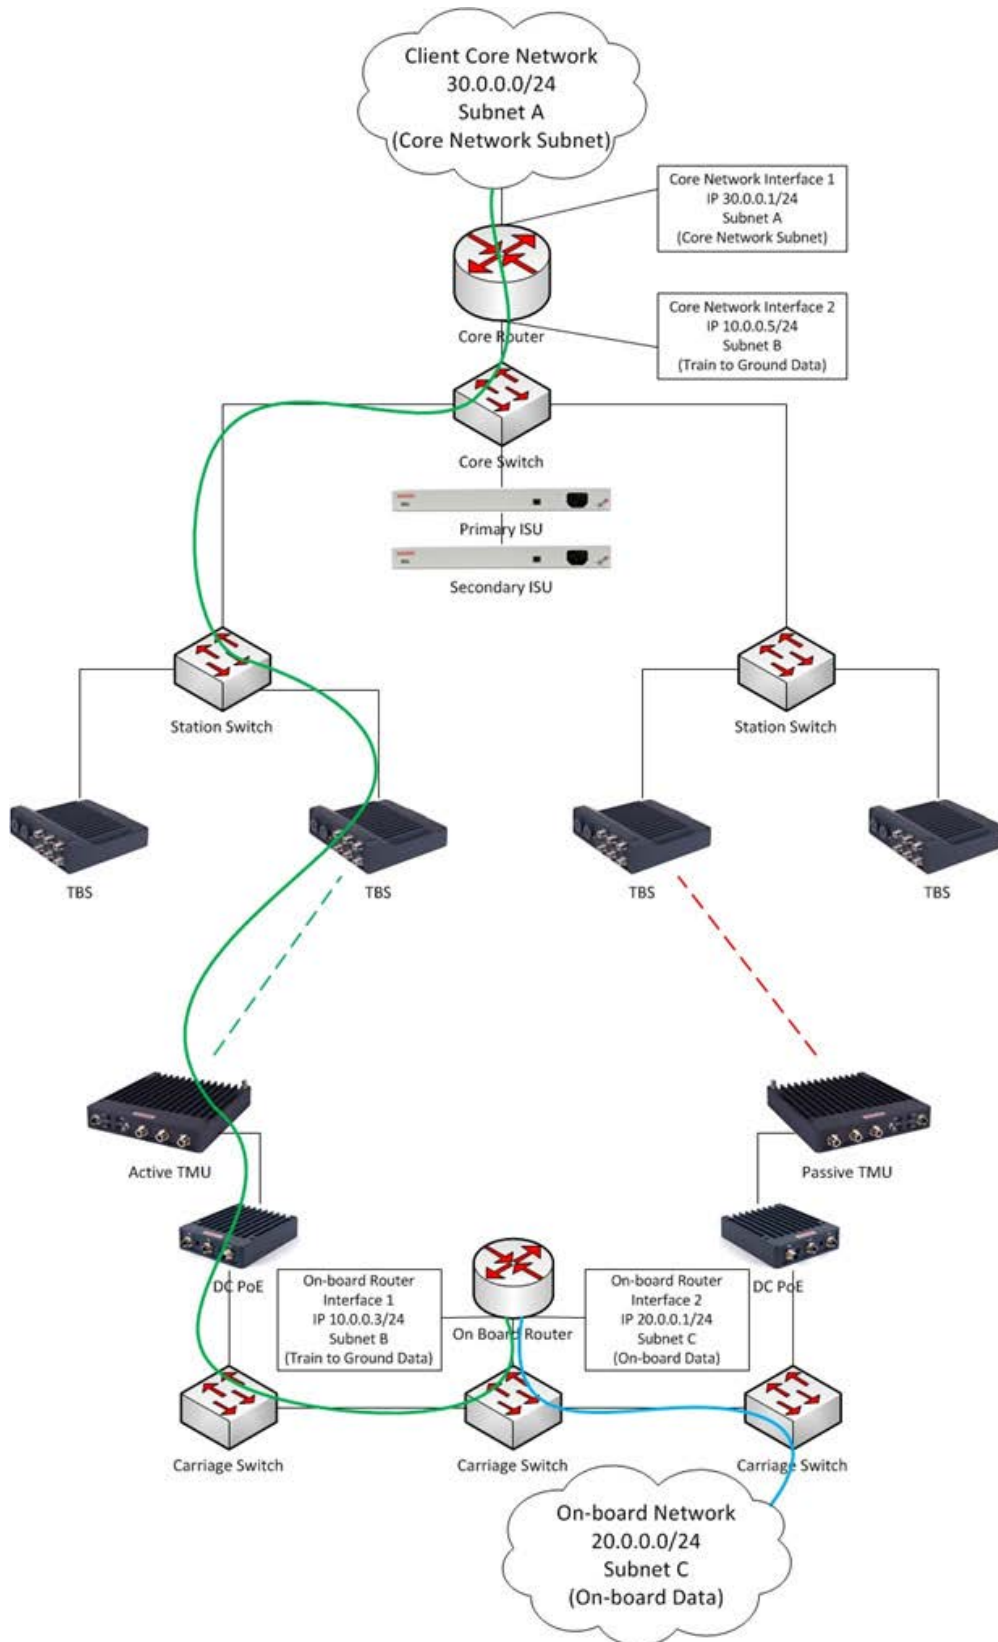 Client Core Network
30.0.0.0/24
Subnet A
(Core Network Subnet)
Core Network Interface 1
IP 30.0.0.1/24
Subnet A
(Core Network Subnet)
Core Network Interface 2
IP 10.0.0.5/24
Subnet B
(Train to Ground Data)
Core Router
Core Switch
Primary ISU
Secondary ISU
Station Switch
Station Switch
TBS
TBS
TBS
TBS
Active TMU
Passive TMU
DC PoE
DC PoE
On-board Router
Interface 1
IP 10.0.0.3/24
Subnet B
(Train to Ground Data)
On Board Router
On-board Router
Interface 2
IP 20.0.0.1/24
Subnet C
(On-board Data)
Carriage Switch
Carriage Switch
Carriage Switch
On-board Network
20.0.0.0/24
Subnet C
(On-board Data)